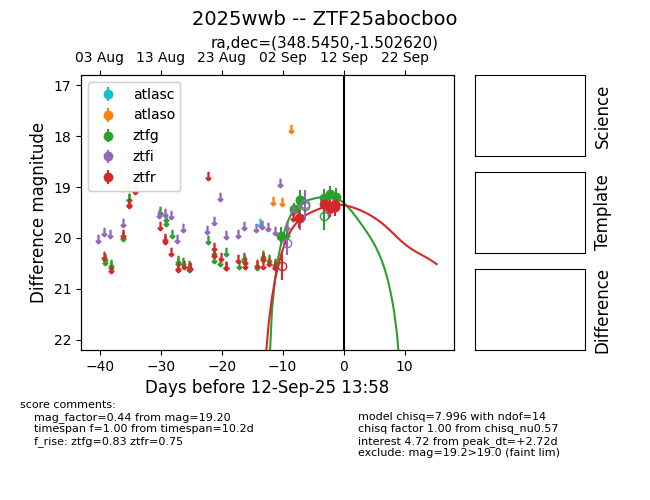 2025wwb -- ZTF25abocboo
ra,dec=(348.5450,-1.502620)
03 Aug 13 Aug 23 Aug 02 Sep 12 Sep 22 Sep
17
18
19
20
21
22
Difference magnitude
atlasc
atlaso
ztfg
ztfi
ztfr
−40 −30 −20 −10 0 10
Days before 12-Sep-25 13:58
Science
Template
Difference
score comments:
mag_factor=0.44 from mag=19.20
timespan f=1.00 from timespan=10.2d
f_rise: ztfg=0.83 ztfr=0.75
model chisq=7.996 with ndof=14
chisq factor 1.00 from chisq_nu0.57
interest 4.72 from peak_dt=+2.72d
exclude: mag=19.2>19.0 (faint lim)